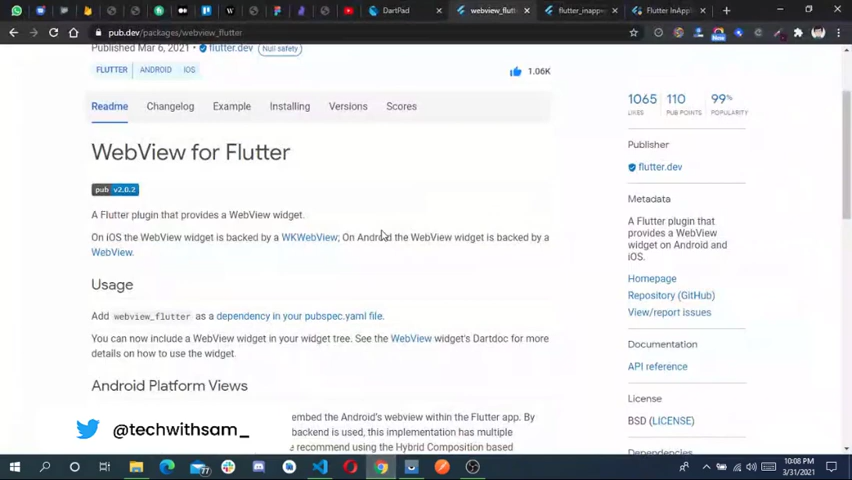 DartPad
webview_flutt
flutter_inappw
Flutter InAppl
pub.dev/packages/webview_flutter
New
Published Mar 6, 2021 • flutter.dev Null safety
FLUTTER ANDROID IOS
1.06K
Readme Changelog Example Installing Versions Scores
WebView for Flutter
pub v2.0.2
A Flutter plugin that provides a WebView widget.
On iOS the WebView widget is backed by a WKWebView; On Android the WebView widget is backed by a
WebView.
Usage
Add webview_flutter as a dependency in your pubspec.yaml file.
You can now include a WebView widget in your widget tree. See the WebView widget's Dartdoc for more
details on how to use the widget.
Android Platform Views
embed the Android's webview within the Flutter app. By
backend is used, this implementation has multiple
recommend using the Hybrid Composition based
@techwithsam_
1065 110 99%
LIKES PUB POINTS POPULARITY
Publisher
flutter.dev
Metadata
A Flutter plugin that
provides a WebView
widget on Android and
iOS.
Homepage
Repository (GitHub)
View/report issues
Documentation
API reference
License
BSD (LICENSE)
Dependencies
77
10:08 PM
3/31/2021